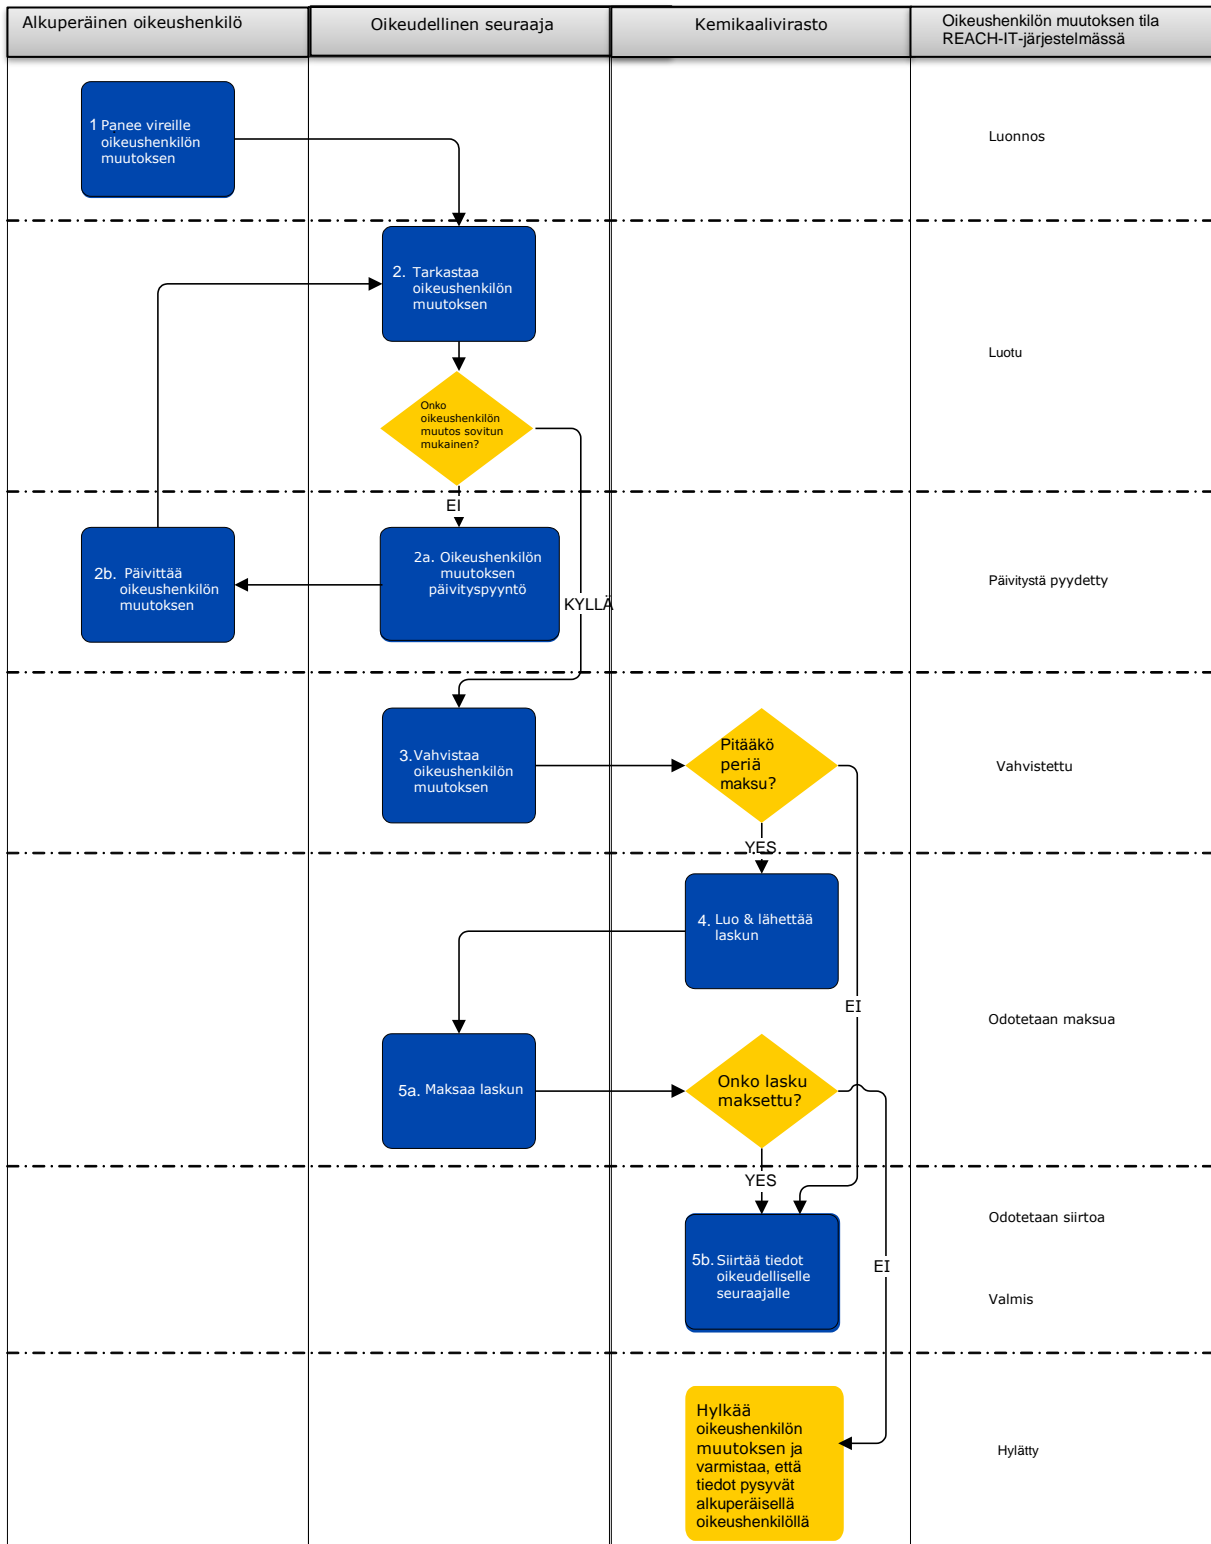 Alkuperäinen oikeushenkilö
Oikeudellinen seuraaja
Kemikaalivirasto
Oikeushenkilön muutoksen tila
REACH-IT-järjestelmässä
1 Panee vireille
oikeushenkilön
muutoksen
Luonnos
2. Tarkastaa
oikeushenkilön
muutoksen
Luotu
Onko
oikeushenkilön
muutos sovitun
mukainen?
EI
2b. Päivittää
oikeushenkilön
muutoksen
2a. Oikeushenkilön
muutoksen
päivityspyyntö
KYLLÄ
Päivitystä pyydetty
3. Vahvistaa
oikeushenkilön
muutoksen
Pitääkö
periä
maksu?
Vahvistettu
YES
4. Luo & lähettää
laskun
EI
Odotetaan maksua
5a. Maksaa laskun
Onko lasku
maksettu?
YES
Odotetaan siirtoa
5b. Siirtää tiedot
oikeudelliselle
seuraajalle
EI
Valmis
Hylkää
oikeushenkilön
muutoksen ja
varmistaa, että
tiedot pysyvät
alkuperäisellä
oikeushenkilöllä
Hylätty